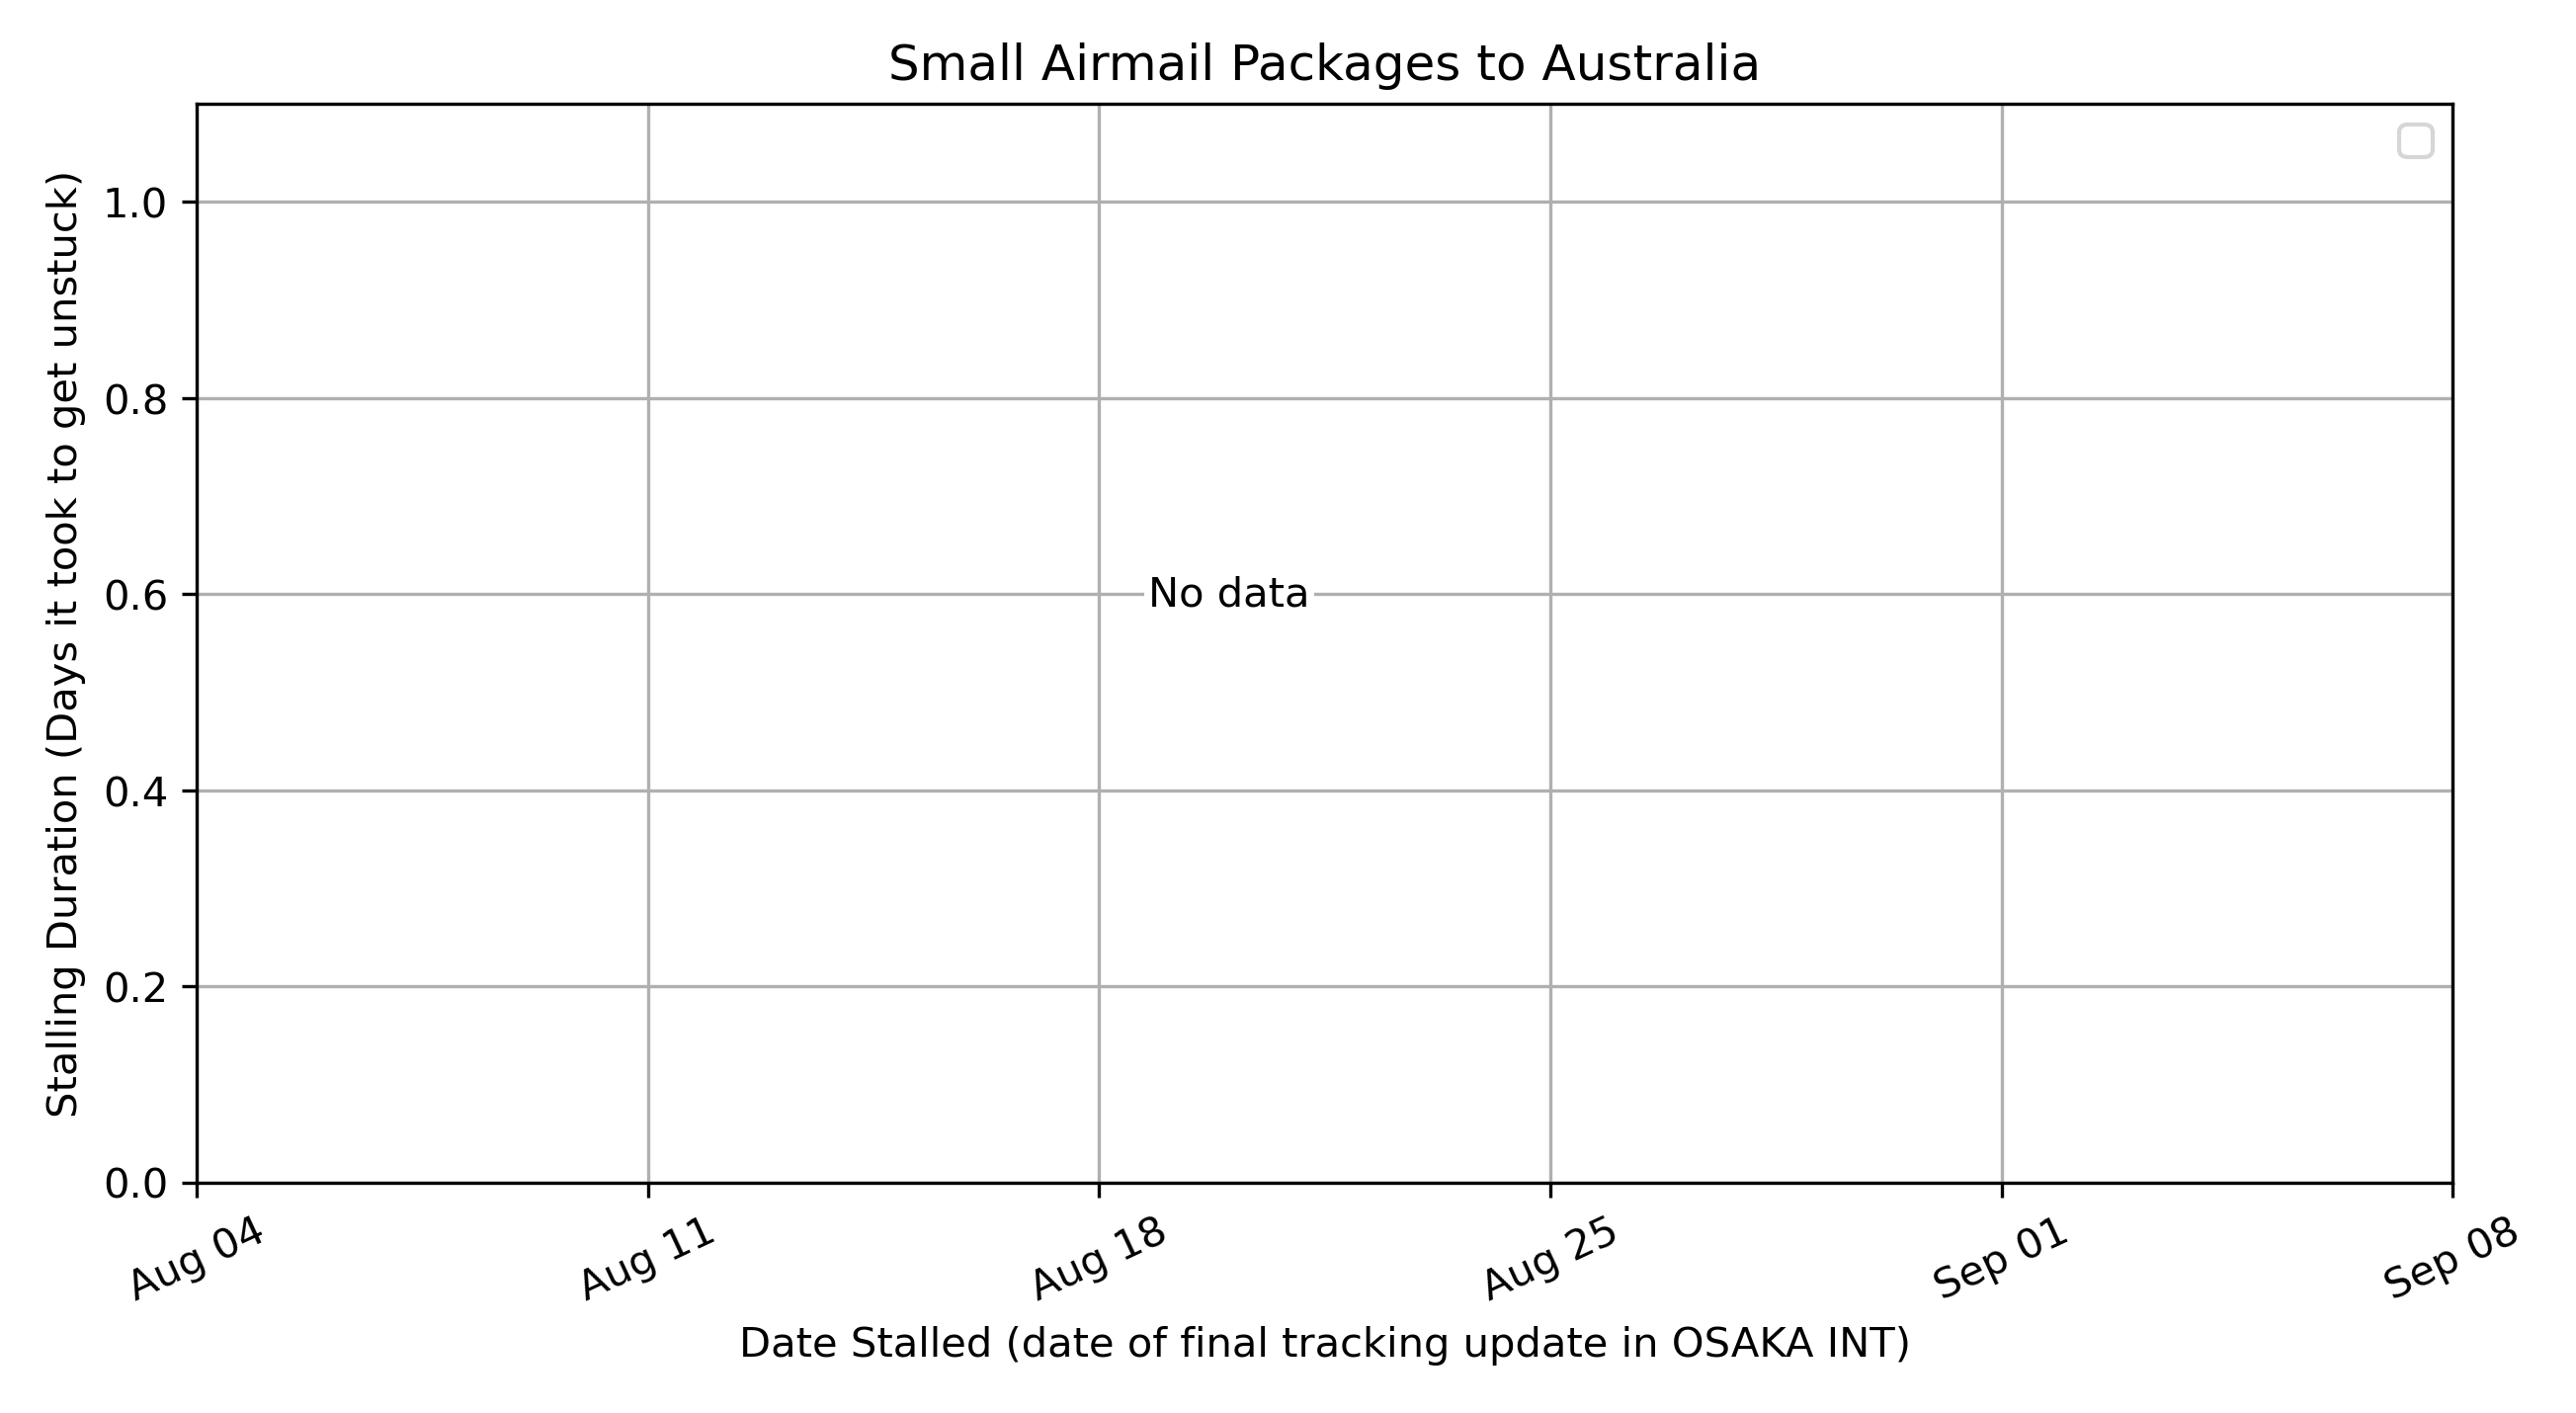 Small Airmail Packages to Australia
Stalling Duration (Days it took to get unstuck)
1.0
0.8
0.6
0.4
0.2
0.0
No data
Aug 04
Aug 11
Aug 18
Aug 25
Sep 01
Sep 08
Date Stalled (date of final tracking update in OSAKA INT)